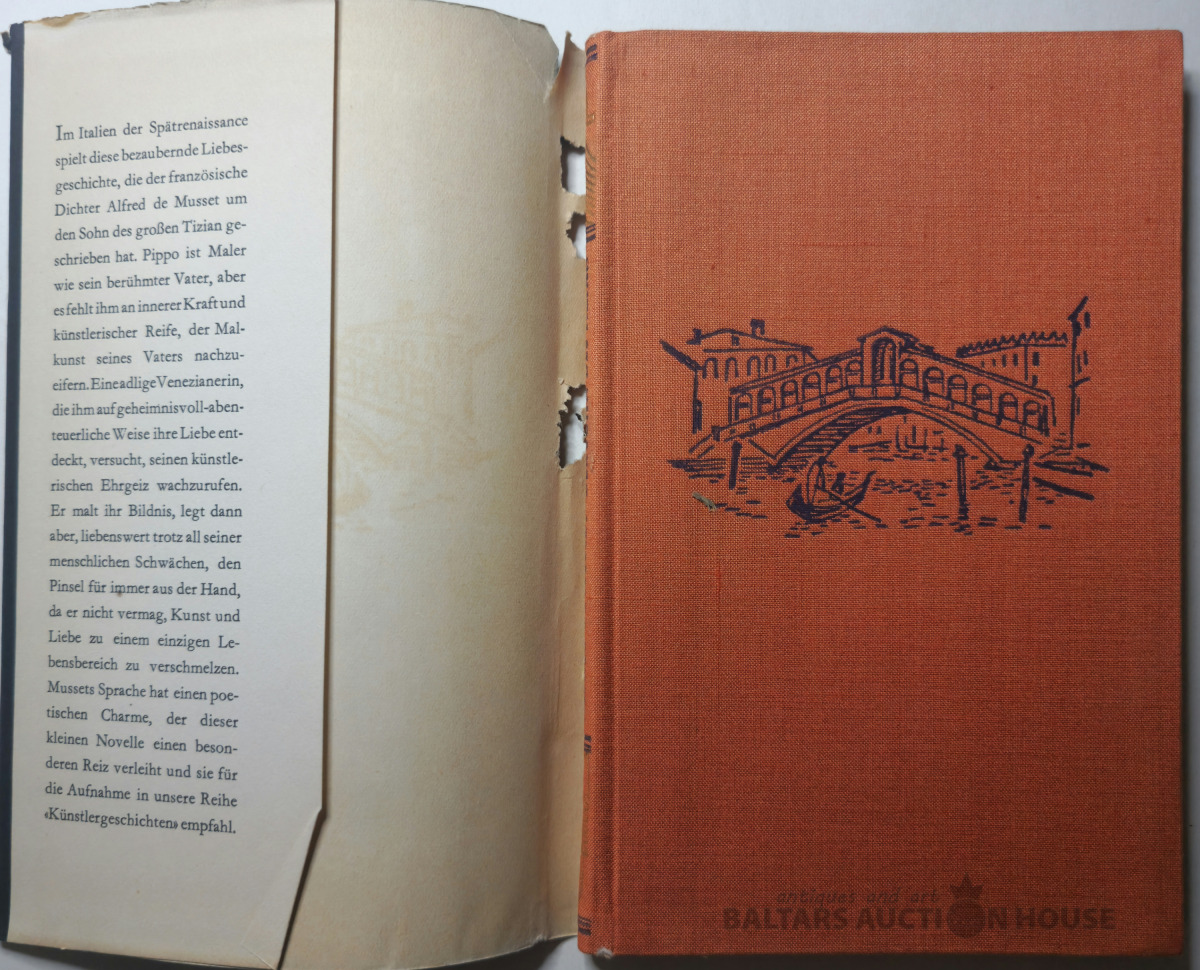 Im Italien der Spätrenaissance
spielt diese bezaubernde Liebes-
geschichte, die der französische
Dichter Alfred de Musset um
den Sohn des großen Tizian ge-
schrieben hat. Pippo ist Maler
wie sein berühmter Vater, aber
es fehlt ihm an innerer Kraft und
künstlerischer Reife, der Mal-
kunst seines Vaters nachzu-
eifern. Eine adlige Venezianerin,
die ihm auf geheimnisvoll-aben-
teuerliche Weise ihre Liebe ent-
deckt, versucht, seinen künstle-
rischen Ehrgeiz wachzurufen.
Er malt ihr Bildnis, legt dann
aber, liebenswert trotz all seiner
menschlichen Schwächen, den
Pinsel für immer aus der Hand,
da er nicht vermag, Kunst und
Liebe zu einem einzigen Le-
bensbereich zu verschmelzen.
Mussets Sprache hat einen poe-
tischen Charme, der dieser
kleinen Novelle einen beson-
deren Reiz verleiht und sie für
die Aufnahme in unsere Reihe
«Künstlergeschichten» empfahl.
antiques and art
BALTARS AUCTION HOUSE